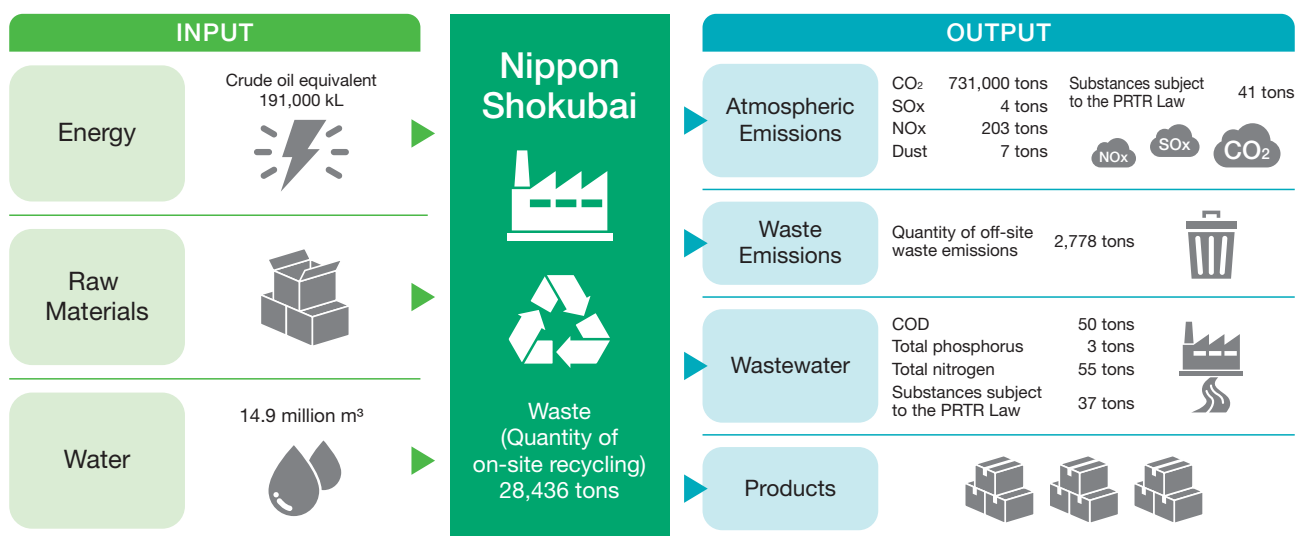 INPUT
Energy
Crude oil equivalent
191,000 kL
Raw
Materials
Water
14.9 million m³
Nippon
Shokubai
Waste
(Quantity of
on-site recycling)
28,436 tons
OUTPUT
Atmospheric
Emissions
CO₂ 731,000 tons
SOx 4 tons
NOx 203 tons
Dust 7 tons
Substances subject
to the PRTR Law 41 tons
NOx
SOx
CO₂
Waste
Emissions
Quantity of off-site
waste emissions 2,778 tons
Wastewater
COD 50 tons
Total phosphorus 3 tons
Total nitrogen 55 tons
Substances subject
to the PRTR Law 37 tons
Products